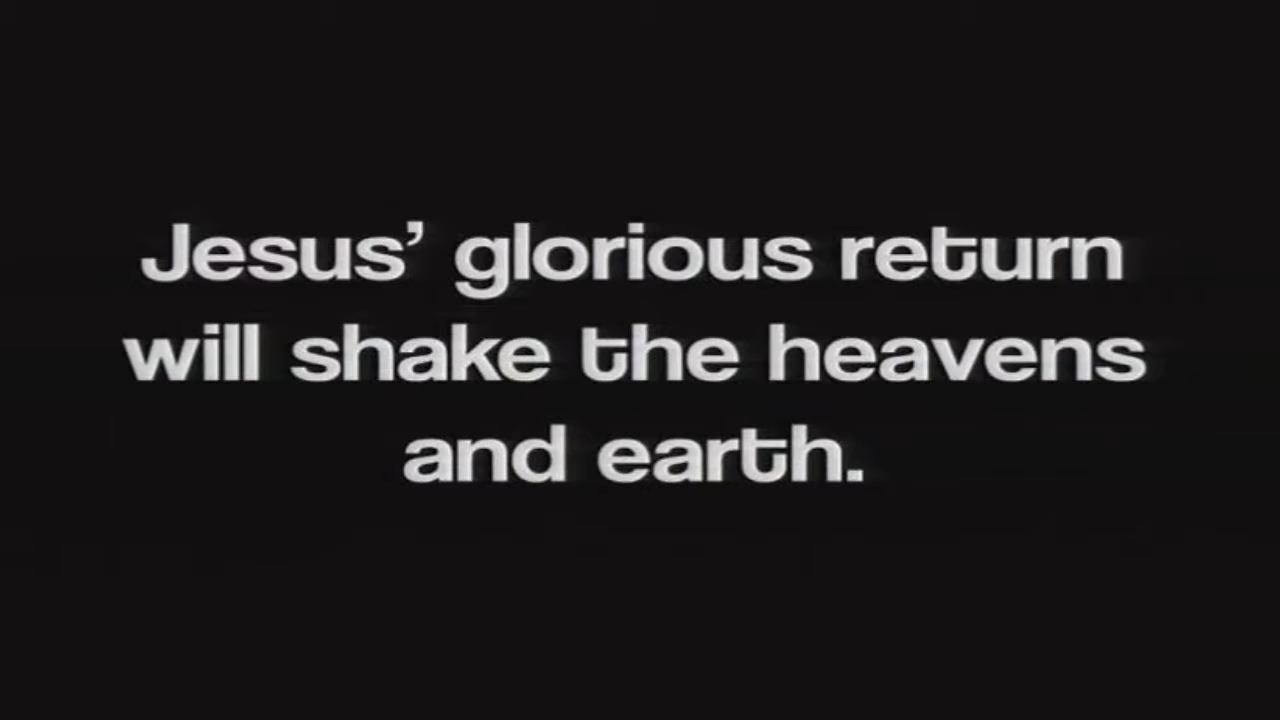 Jesus’ glorious return
will shake the heavens
and earth.